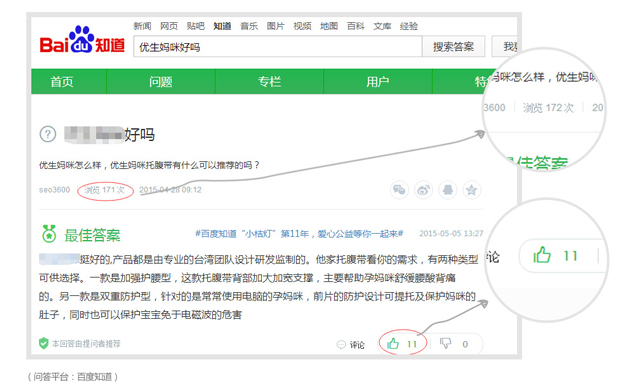 新闻 网页 贴吧 知道 音乐 图片 视频 地图 百科 文库 经验
Bai du 知道
优生妈咪好吗
搜索答案
我要
首页 问题 专栏 用户 特
好吗
优生妈咪怎么样，优生妈咪托腹带有什么可以推荐的吗？
seo3600 浏览 171 次 2015-04-28 09:12
妈咪怎么样，优生妈咪
3600 浏览 172 次 20
最佳答案
最佳答案
#百度知道“小桔灯”第11年，爱心公益等你一起来#
2015-05-05 13:27
挺好的,产品都是由专业的台湾团队设计研发监制的。他家托腹带看你的需求，有两种类型
可供选择。一款是加强护腰型，这款托腹带背部加大加宽支撑，主要帮助孕妈咪舒缓腰酸背痛
的。另一款是双重防护型，针对的是常常使用电脑的孕妈咪，前片的防护设计可提托及保护妈咪的
肚子，同时也可以保护宝宝免于电磁波的危害
论 11
本回答由提问者推荐
评论 11 0
（问答平台：百度知道）